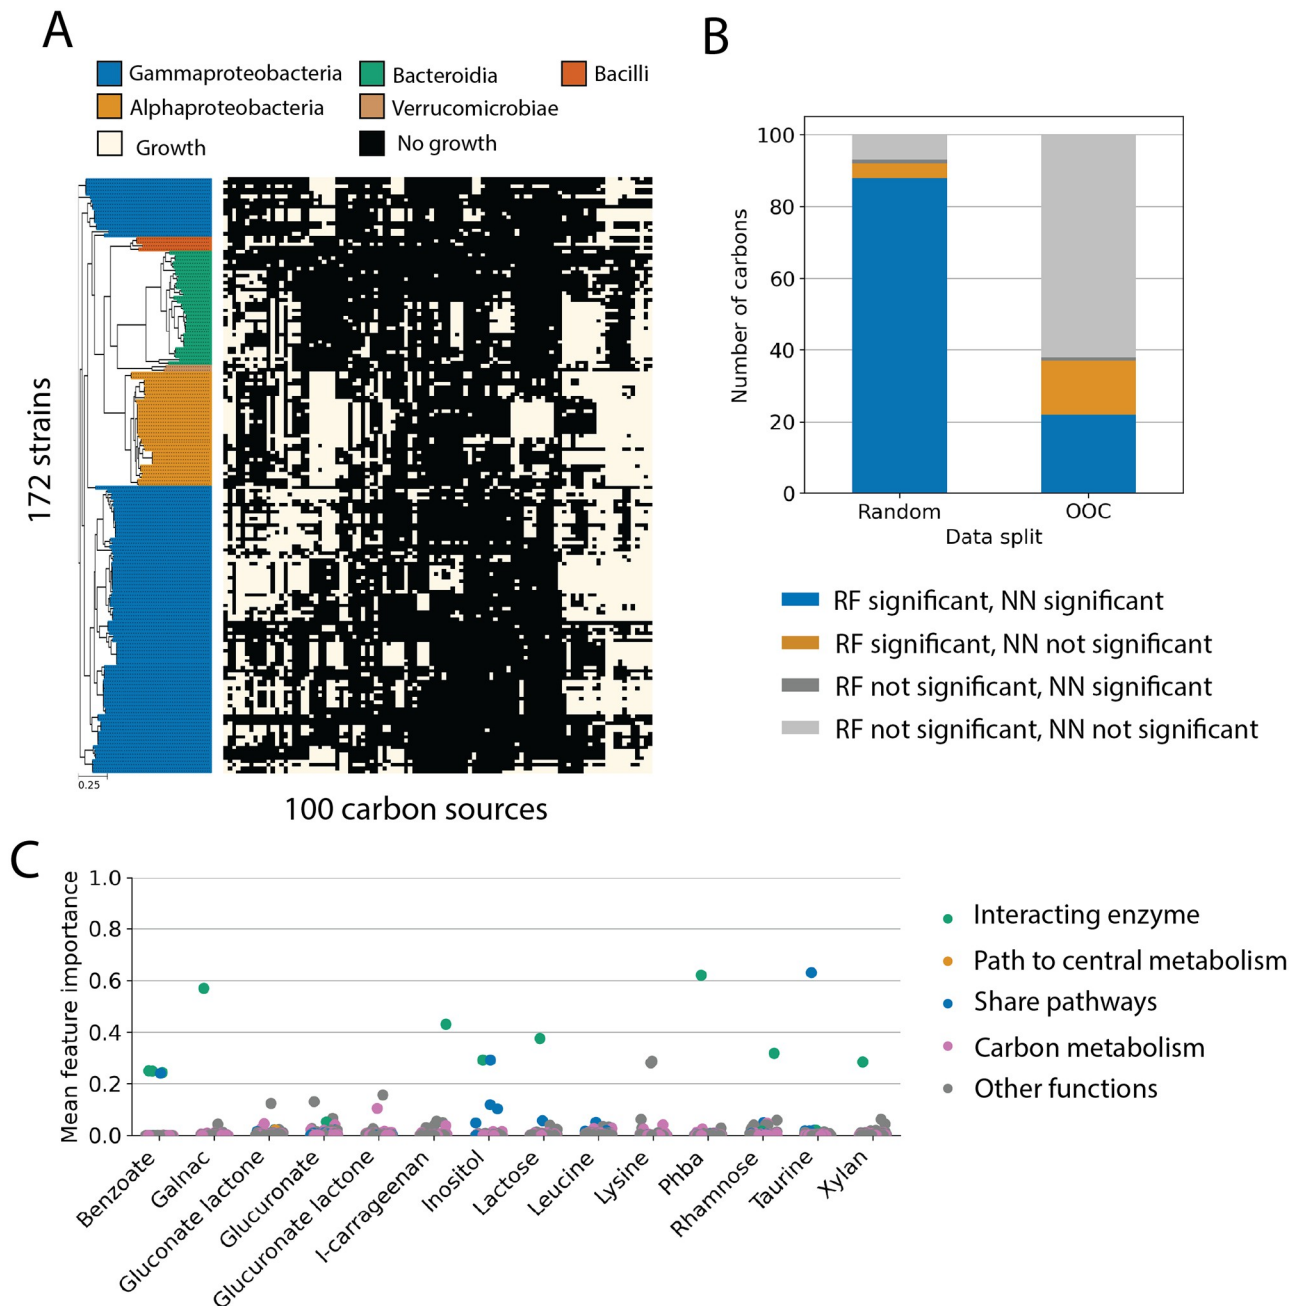 A
Gammaproteobacteria
Bacteroidia
Bacilli
Alphaproteobacteria
Verrucomicrobiae
Growth
No growth
172 strains
0.25
100 carbon sources
B
Number of carbons
100
80
60
40
20
0
Random
OOC
Data split
RF significant, NN significant
RF significant, NN not significant
RF not significant, NN significant
RF not significant, NN not significant
C
Mean feature importance
1.0
0.8
0.6
0.4
0.2
0.0
Benzoate
Galnac
Gluconate lactone
Glucuronate
Glucuronate lactone
I-carrageenan
Inositol
Lactose
Leucine
Lysine
Phba
Rhamnose
Taurine
Xylan
Interacting enzyme
Path to central metabolism
Share pathways
Carbon metabolism
Other functions